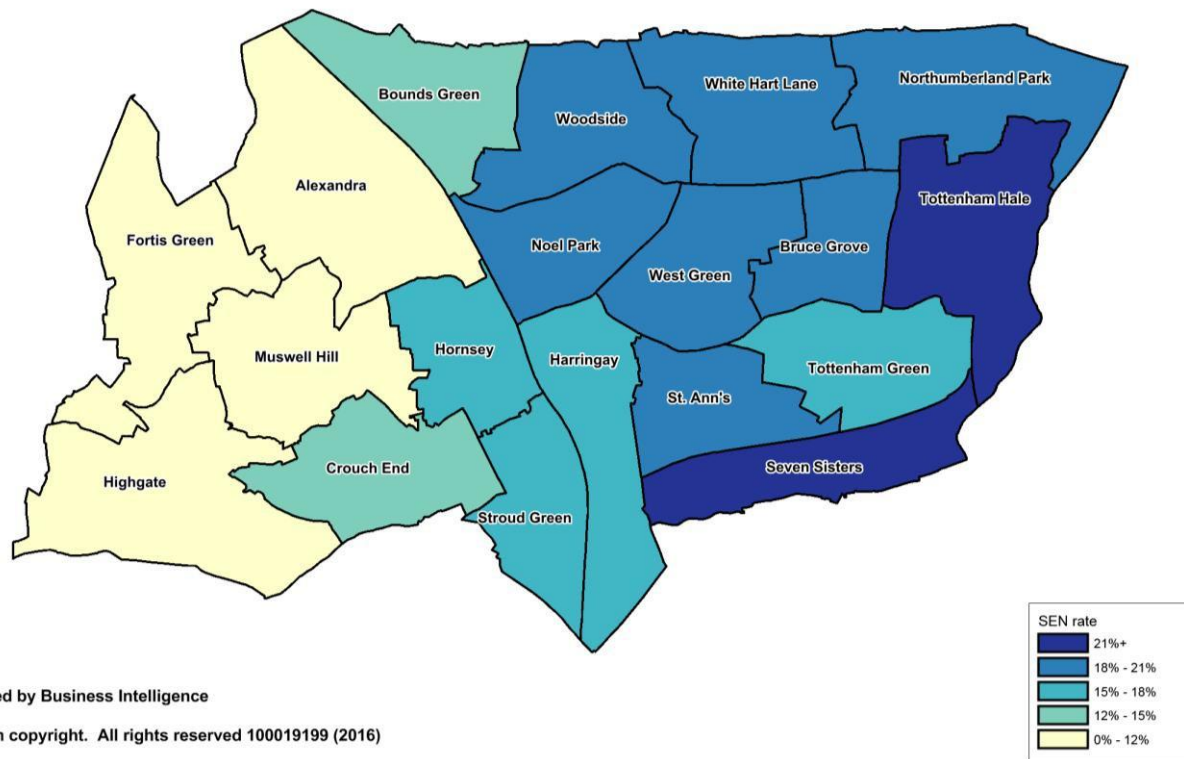 White Hart Lane
Northumberland Park
Bounds Green
Woodside
Alexandra
Tottenham Hale
Fortis Green
Noel Park
Bruce Grove
West Green
Muswell Hill
Hornsey
Harringay
Tottenham Green
St. Ann's
Highgate
Crouch End
Seven Sisters
Stroud Green
SEN rate
21%+
18% - 21%
15% - 18%
12% - 15%
0% - 12%
by Business Intelligence
copyright. All rights reserved 100019199 (2016)